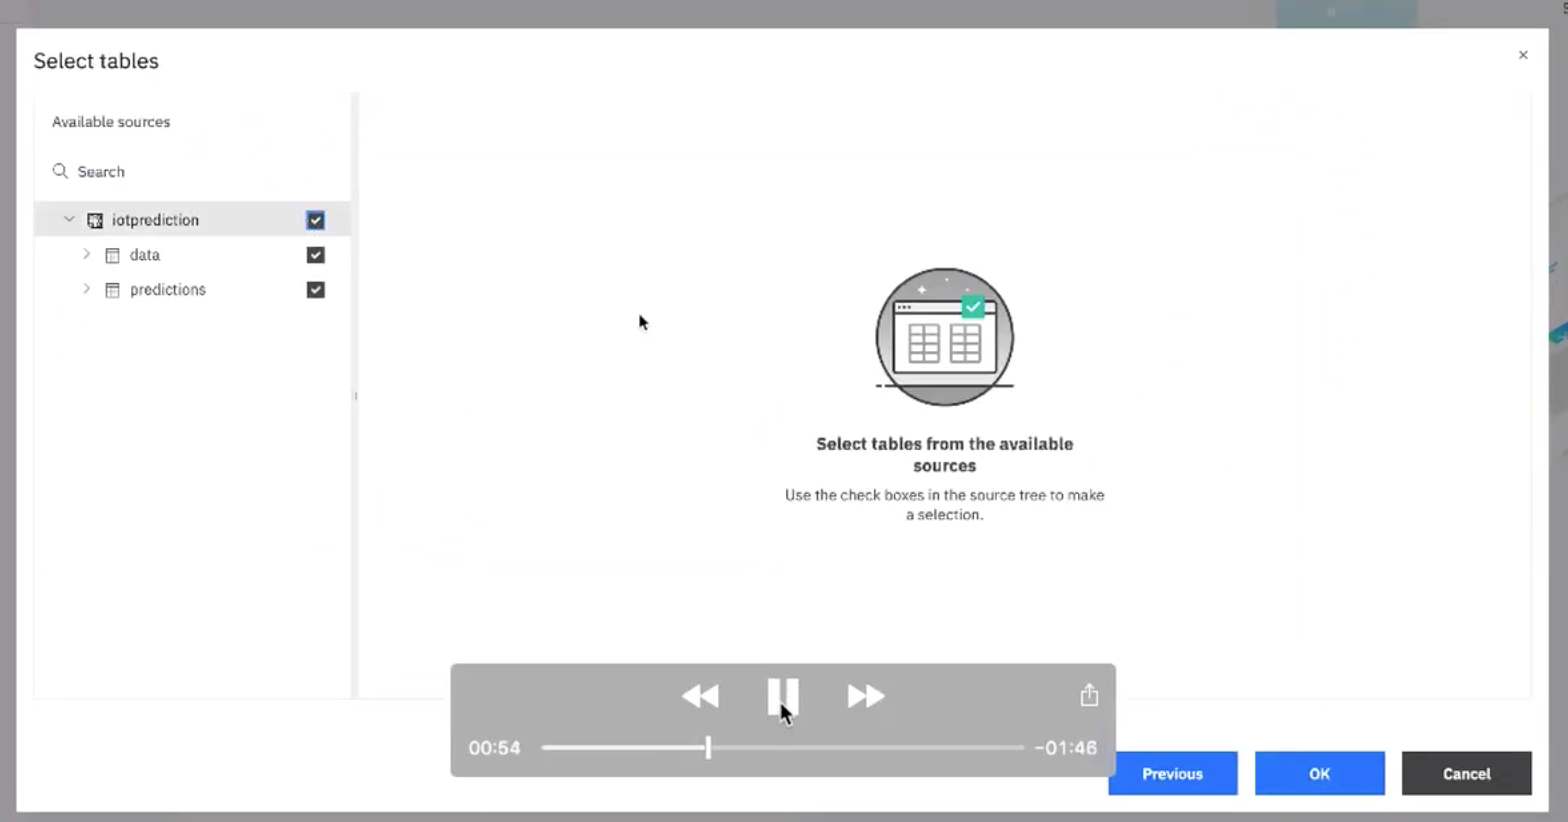 Select tables
×
Available sources
Search
iotprediction
data
predictions
Select tables from the available
sources
Use the check boxes in the source tree to make
a selection.
00:54
-01:46
Previous
OK
Cancel